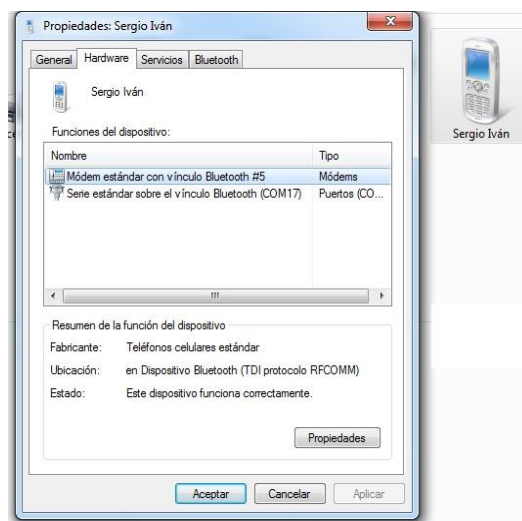 Propiedades: Sergio Iván
General Hardware Servicios Bluetooth
Sergio Iván
Funciones del dispositivo:
Nombre Tipo
Módem estándar con vínculo Bluetooth #5 Módems
Serie estándar sobre el vínculo Bluetooth (COM17) Puertos (CO...
Resumen de la función del dispositivo
Fabricante: Teléfonos celulares estándar
Ubicación: en Dispositivo Bluetooth (TDI protocolo RFCOMM)
Estado: Este dispositivo funciona correctamente.
Propiedades
Aceptar Cancelar Aplicar
Sergio Iván